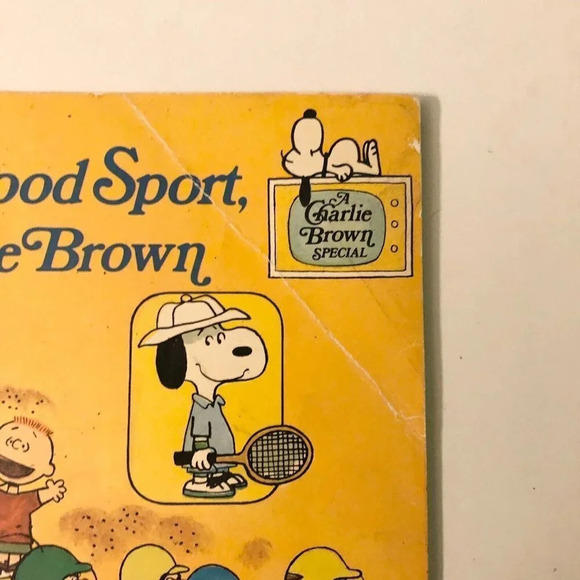 ood Sport,
e Brown
A
Charlie
Brown
SPECIAL